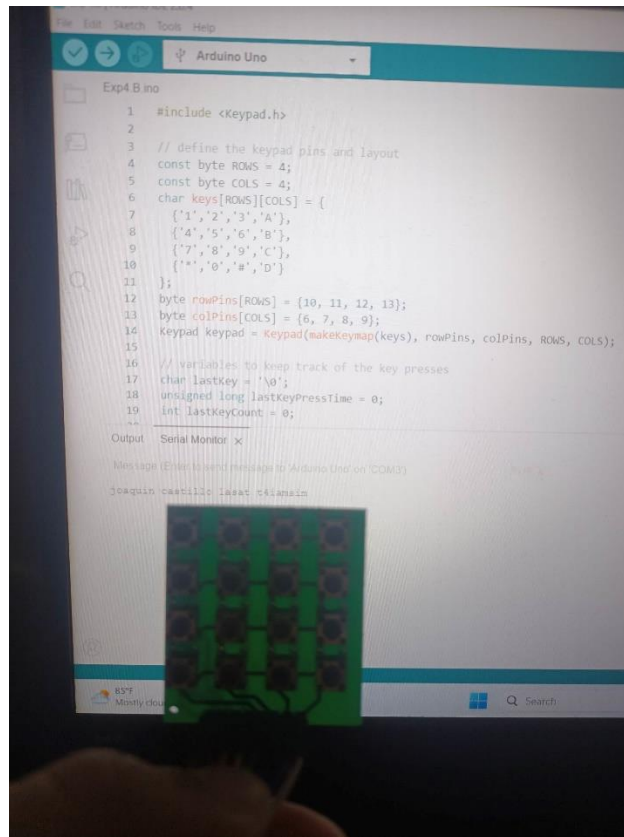 File Edit Sketch Tools Help
Arduino Uno
Exp4.B.ino
1 #include <Keypad.h>
2
3 // define the keypad pins and layout
4 const byte ROWS = 4;
5 const byte COLS = 4;
6 char keys[ROWS][COLS] = {
7 {'1','2','3','A'},
8 {'4','5','6','B'},
9 {'7','8','9','C'},
10 {'*','0','#','D'}
11 };
12 byte rowPins[ROWS] = {10, 11, 12, 13};
13 byte colPins[COLS] = {6, 7, 8, 9};
14 Keypad keypad = Keypad(makeKeymap(keys), rowPins, colPins, ROWS, COLS);
15
16 // variables to keep track of the key presses
17 char lastKey = '\0';
18 unsigned long lastKeyPressTime = 0;
19 int lastKeyCount = 0;
Output Serial Monitor ×
Message (Enter to send message to 'Arduino Uno' on 'COM3')
joaquin castillo lasat t4iamsim
85°F
Mostly clou
Search